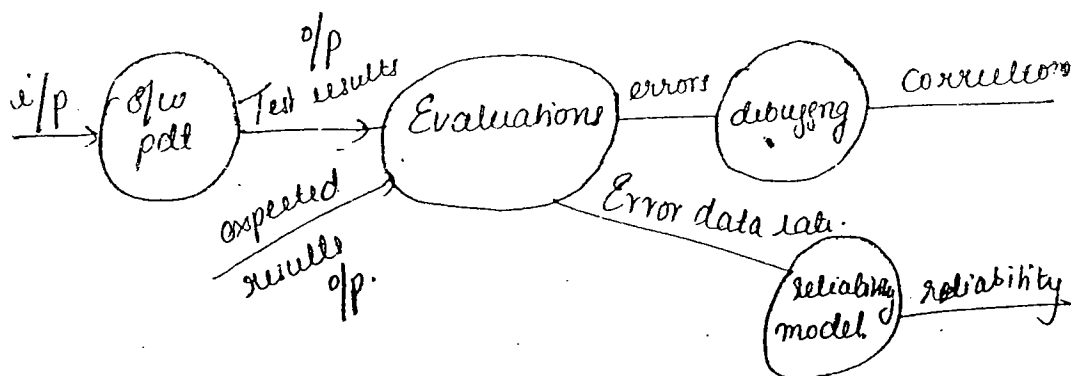 i/p
s/w
pdt
o/p
Test results
expected
results
o/p.
Evaluations
errors
debugging
corrections
Error data rate.
reliability
model.
reliability